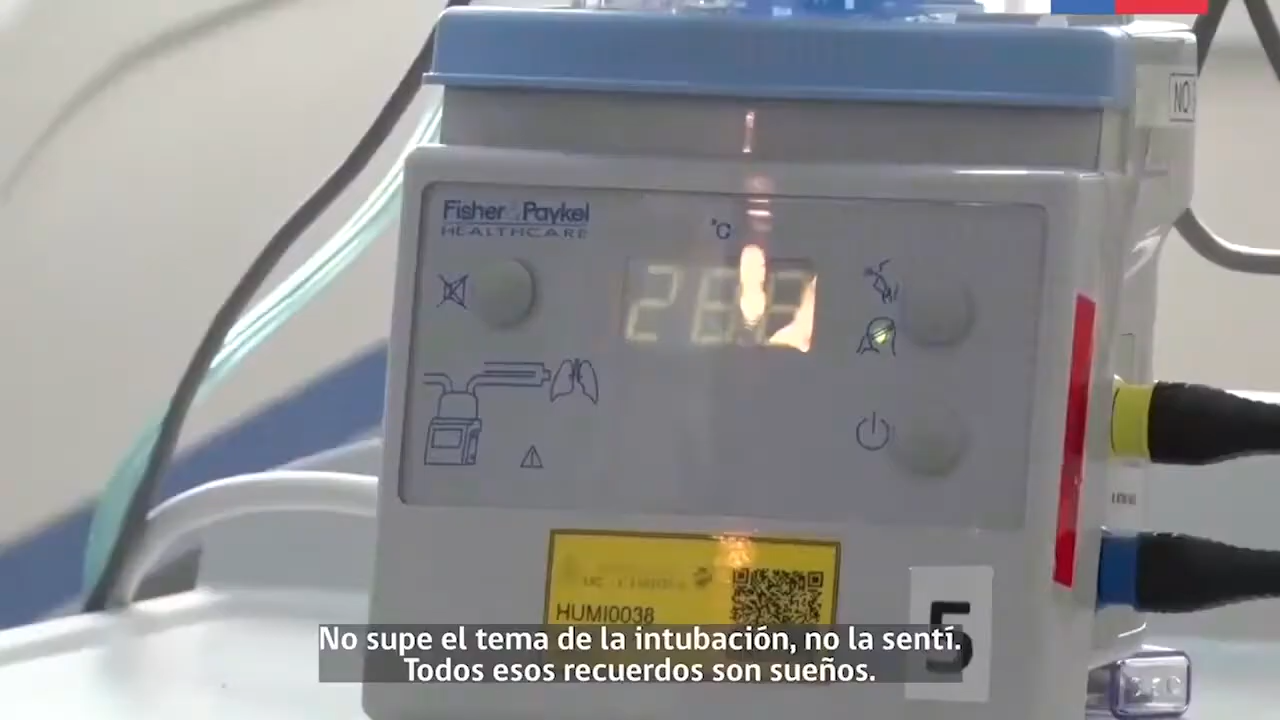 NO
Fisher & Paykel
HEALTHCARE
°C
HUMI0038
5
No supe el tema de la intubación, no la sentí.
Todos esos recuerdos son sueños.